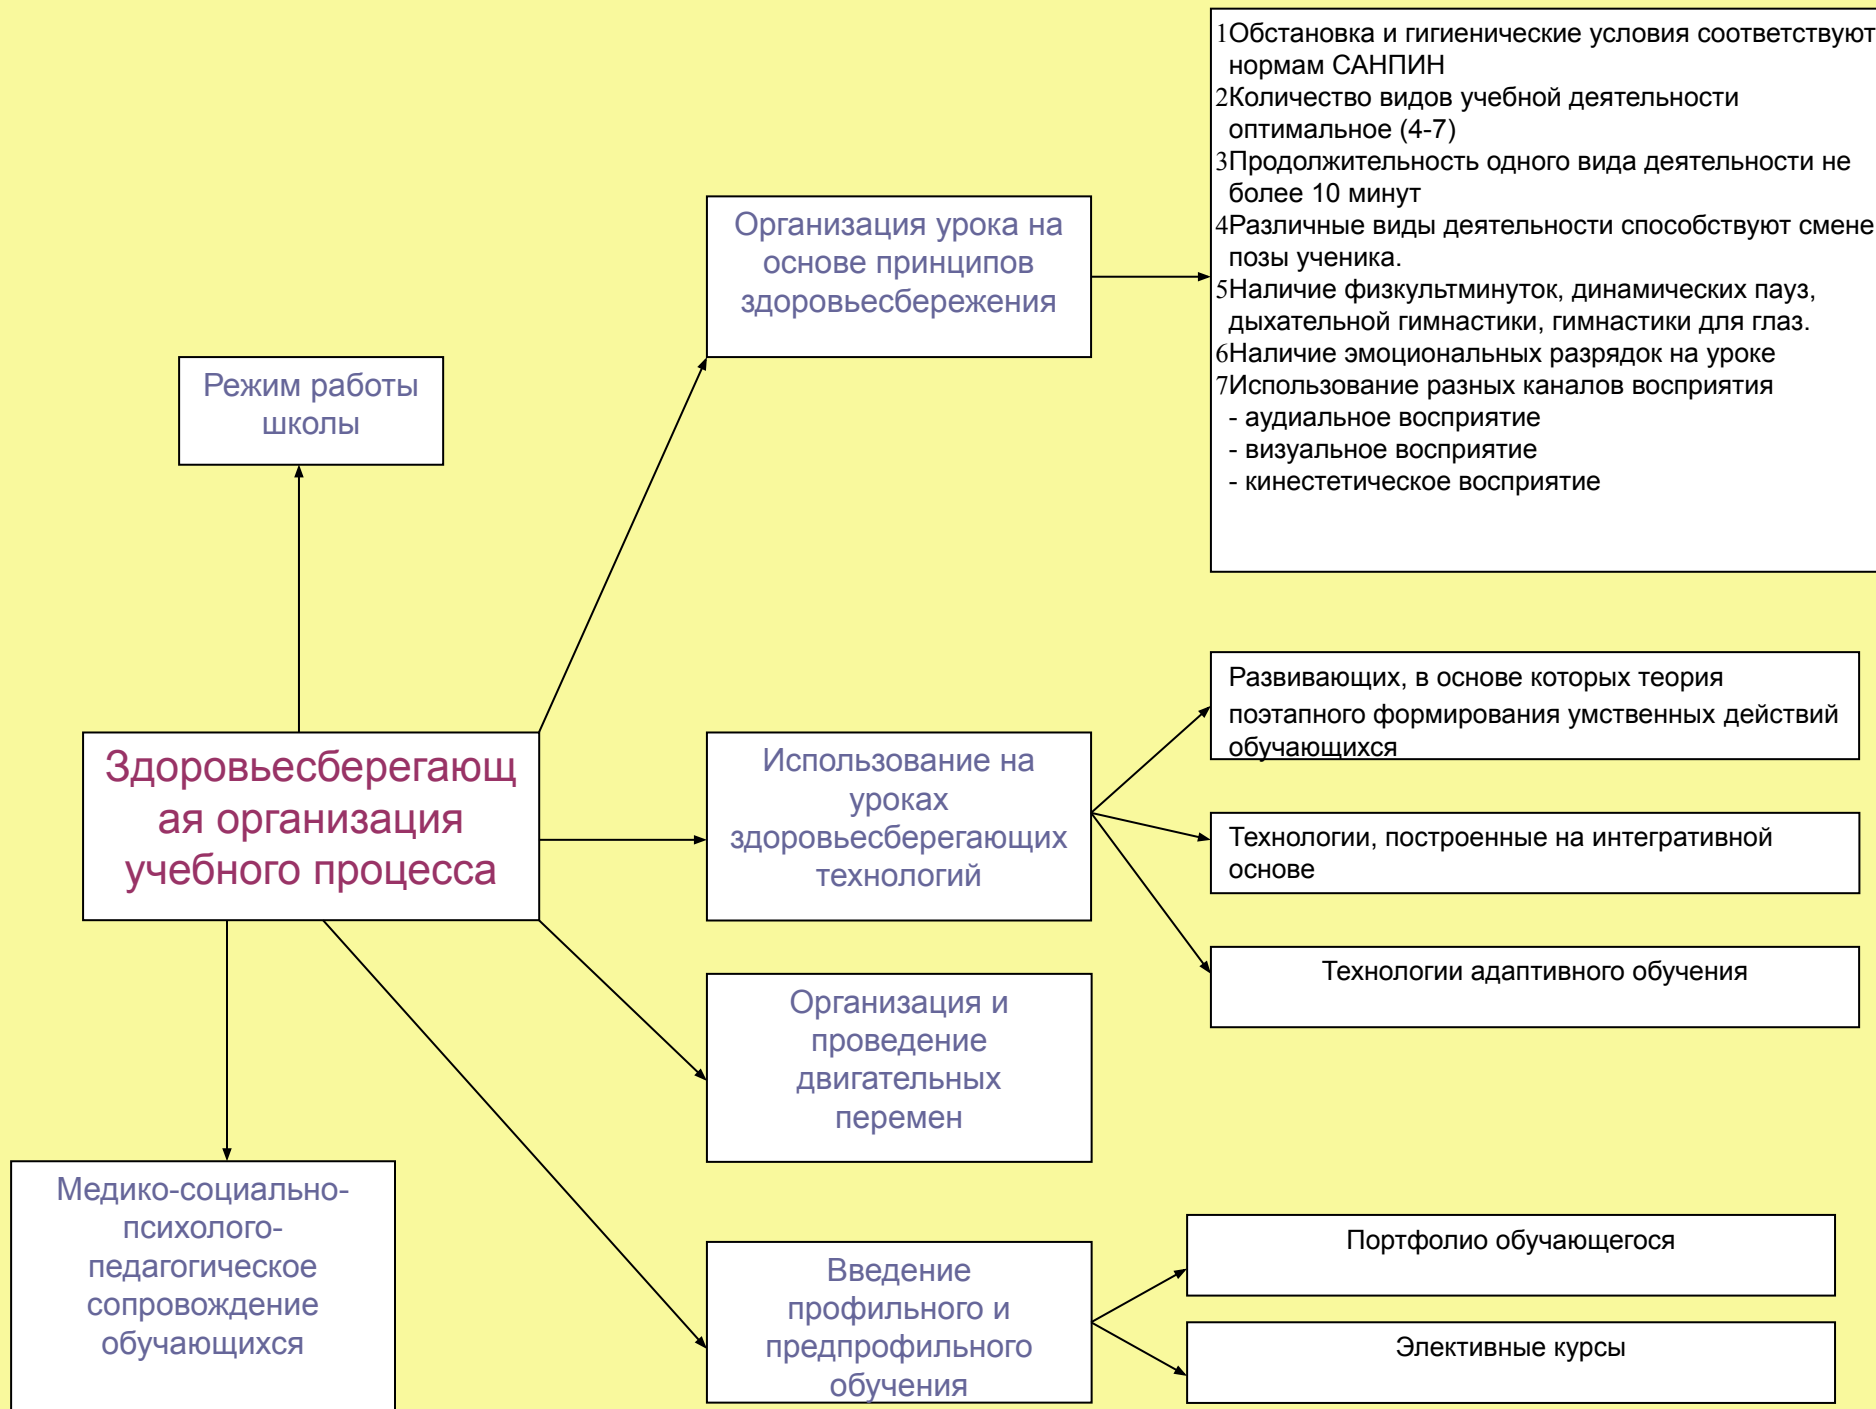 1Обстановка и гигиенические условия соответствуют
нормам САНПИН
2Количество видов учебной деятельности
оптимальное (4-7)
3Продолжительность одного вида деятельности не
более 10 минут
4Различные виды деятельности способствуют смене
позы ученика.
5Наличие физкультминуток, динамических пауз,
дыхательной гимнастики, гимнастики для глаз.
6Наличие эмоциональных разрядок на уроке
7Использование разных каналов восприятия
- аудиальное восприятие
- визуальное восприятие
- кинестетическое восприятие
Организация урока на
основе принципов
здоровьесбережения
Режим работы
школы
Здоровьесберегающ
ая организация
учебного процесса
Использование на
уроках
здоровьесберегающих
технологий
Развивающих, в основе которых теория
поэтапного формирования умственных действий
обучающихся
Технологии, построенные на интегративной
основе
Технологии адаптивного обучения
Организация и
проведение
двигательных
перемен
Медико-социально-
психолого-
педагогическое
сопровождение
обучающихся
Введение
профильного и
предпрофильного
обучения
Портфолио обучающегося
Элективные курсы